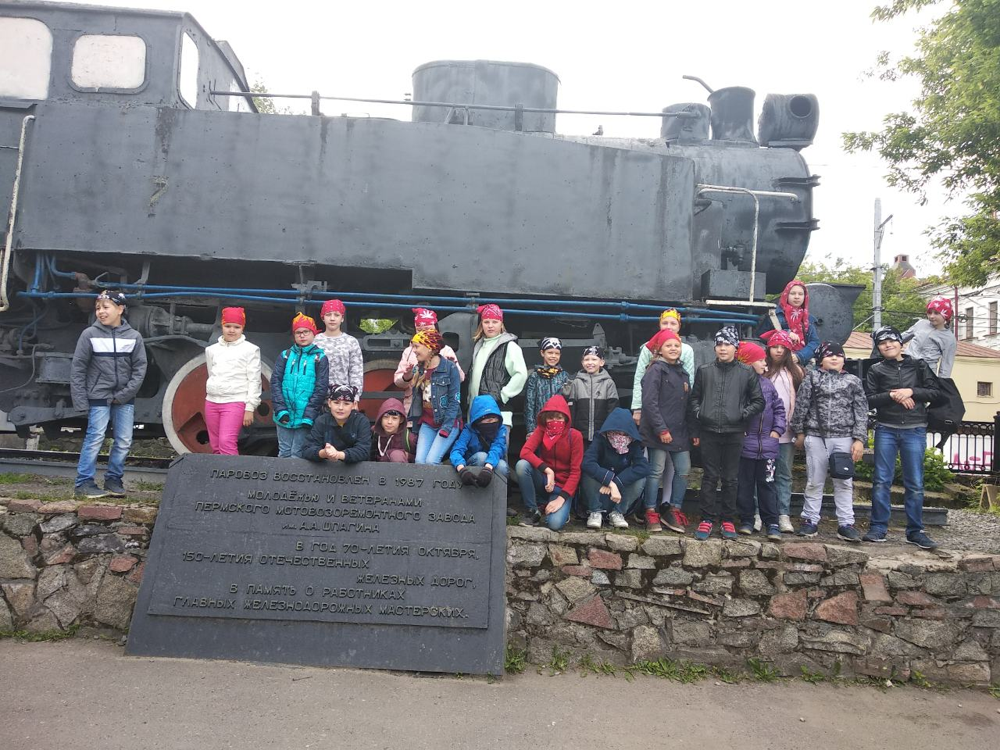 ПАРОВОЗ ВОССТАНОВЛЕН В 1987 ГОДУ
МОЛОДЁЖЬЮ И ВЕТЕРАНАМИ
ПЕРМСКОГО МОТОВОЗОРЕМОНТНОГО ЗАВОДА
ИМ. А.А. ШПАГИНА
В ГОД 70-ЛЕТИЯ ОКТЯБРЯ,
150-ЛЕТИЯ ОТЕЧЕСТВЕННЫХ
ЖЕЛЕЗНЫХ ДОРОГ,
В ПАМЯТЬ О РАБОТНИКАХ
ГЛАВНЫХ ЖЕЛЕЗНОДОРОЖНЫХ МАСТЕРСКИХ.